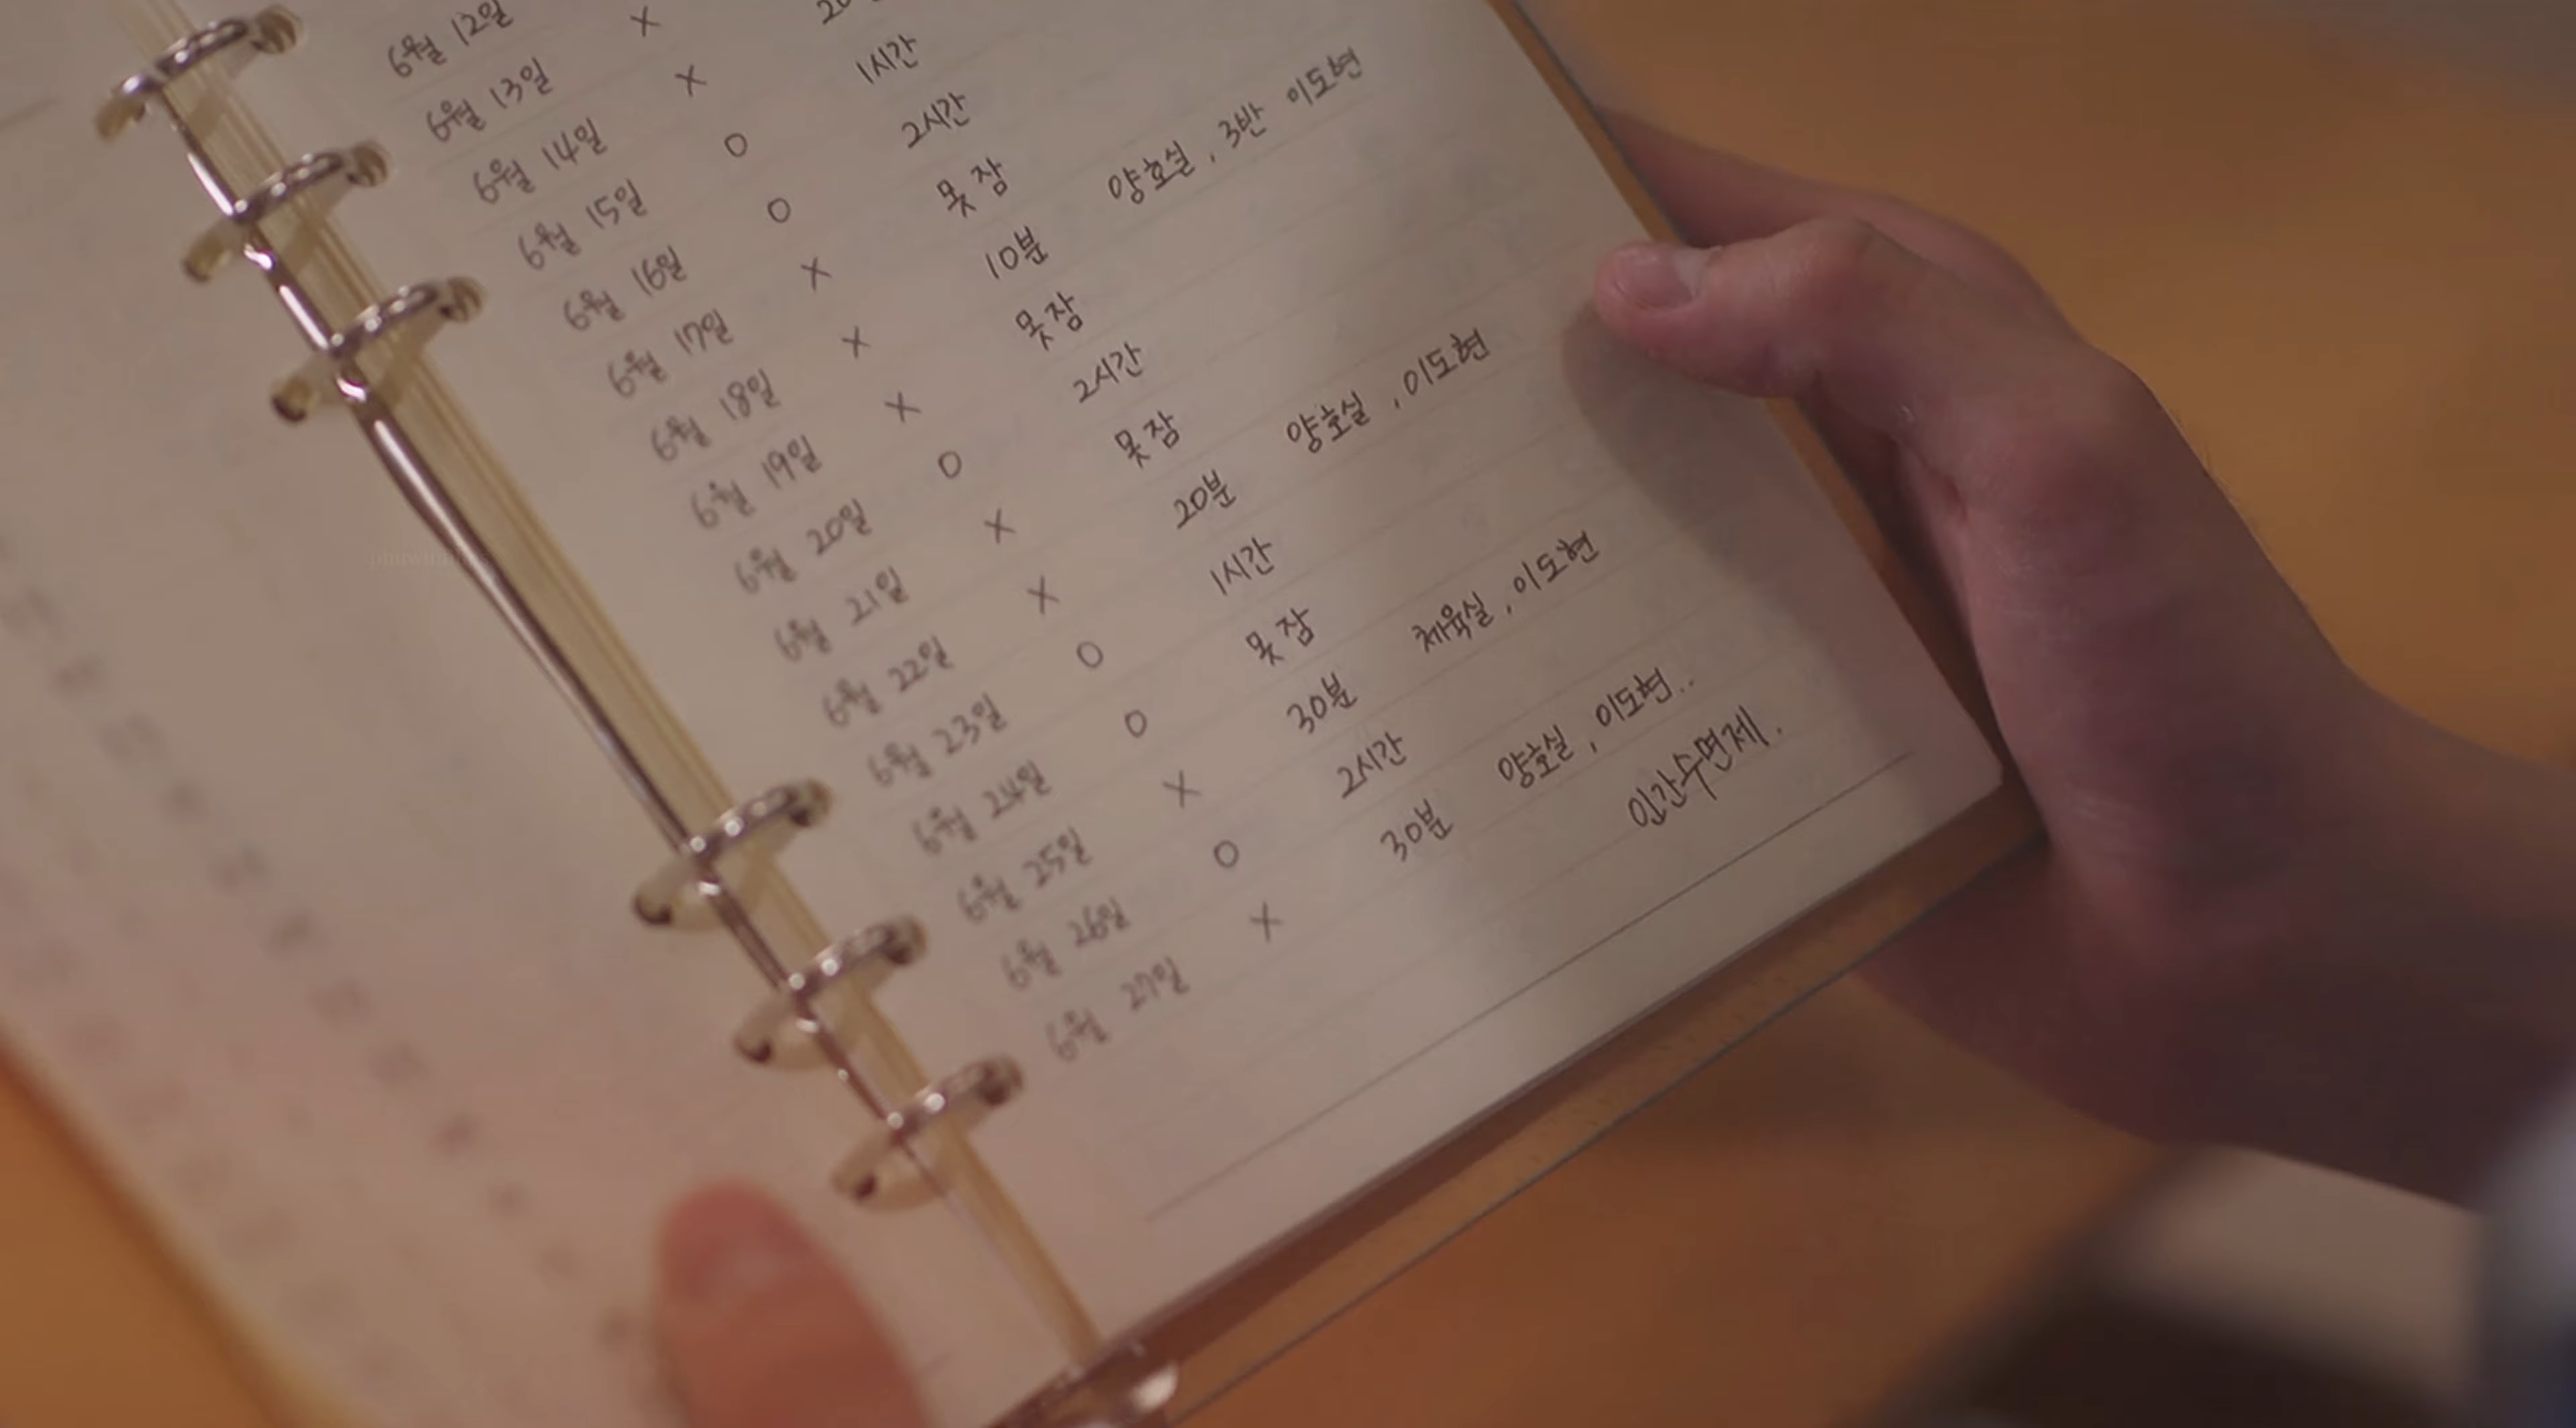 6월 12일
6월 13일 X
6월 14일 X
6월 15일 O 1시간
6월 16일 O 2시간
6월 17일 X 못잠
6월 18일 X 10분 양호실, 3반 이도현
6월 19일 X 못잠
6월 20일 O 2시간
6월 21일 X 못잠
6월 22일 X 20분 양호실, 이도현
6월 23일 O 1시간
6월 24일 O 못잠
6월 25일 X 30분 체육실, 이도현
6월 26일 O 2시간
6월 27일 X 30분 양호실, 이도현..
인간수면제.